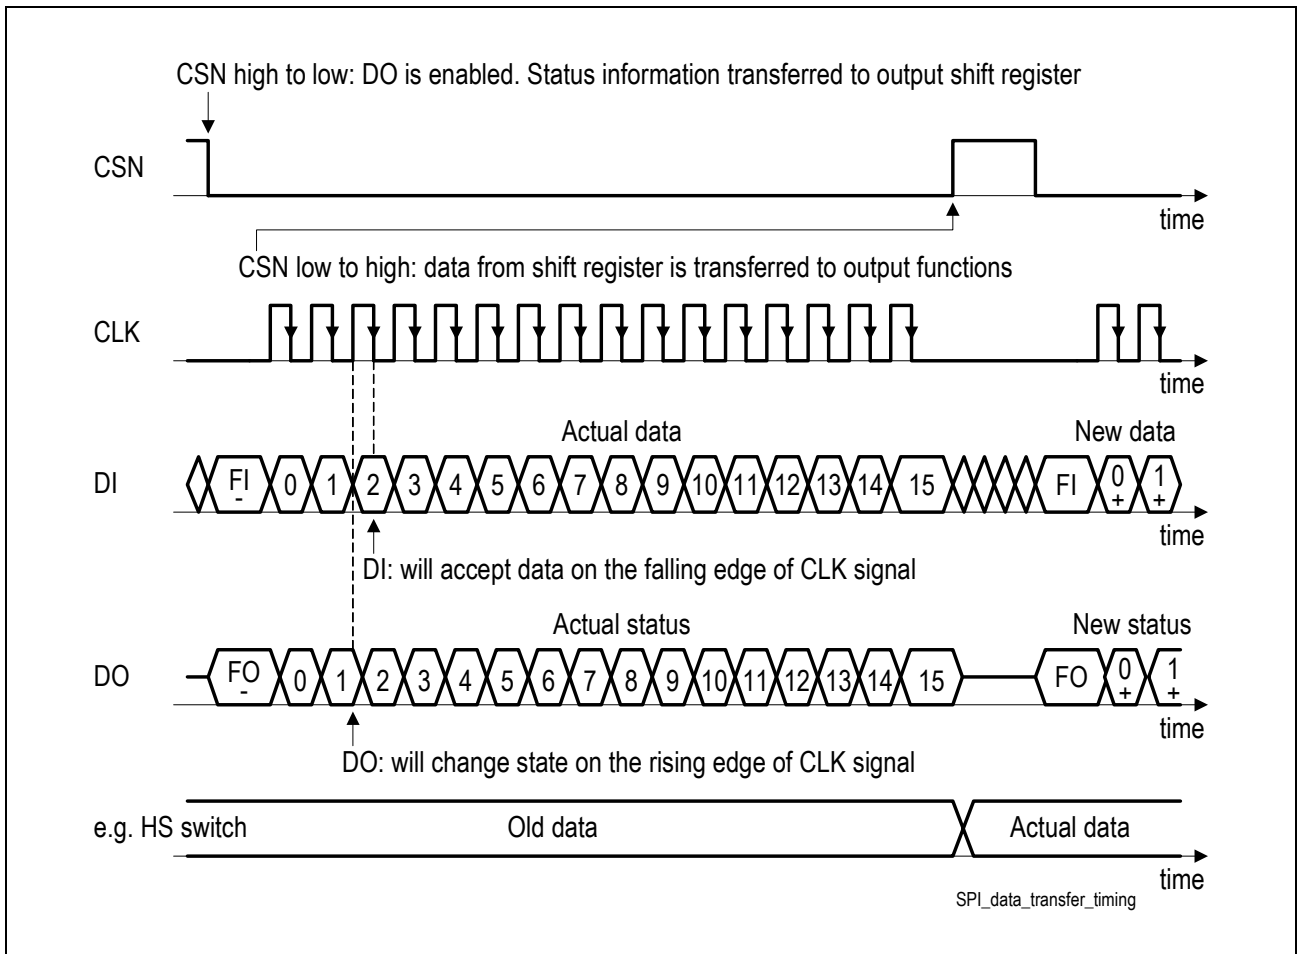 CSN high to low: DO is enabled. Status information transferred to output shift register
CSN
time
CSN low to high: data from shift register is transferred to output functions
CLK
time
Actual data New data
DI FI - 0 1 2 3 4 5 6 7 8 9 10 11 12 13 14 15 FI 0 + 1 +
time
DI: will accept data on the falling edge of CLK signal
Actual status New status
DO FO - 0 1 2 3 4 5 6 7 8 9 10 11 12 13 14 15 FO 0 + 1 +
time
DO: will change state on the rising edge of CLK signal
e.g. HS switch Old data Actual data
time
SPI_data_transfer_timing